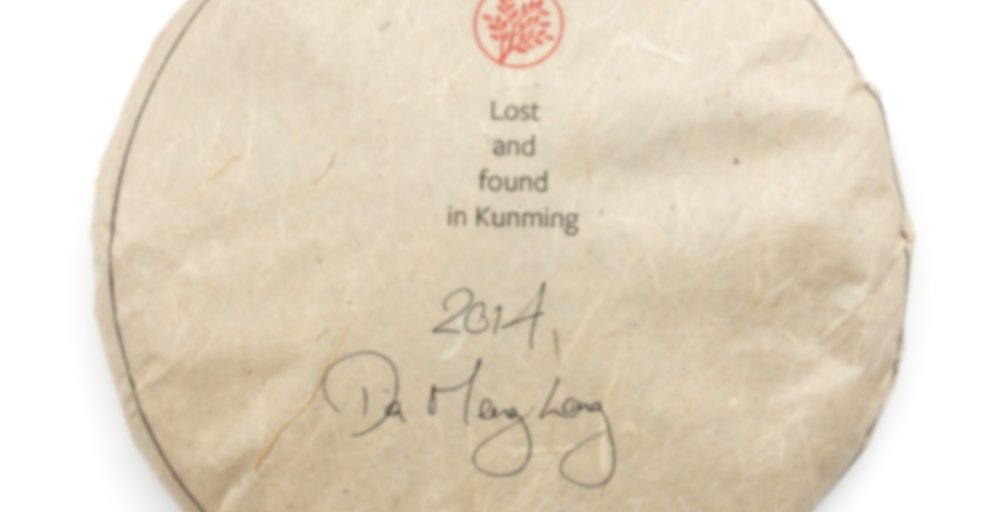 Lost
and
found
in Kunming
2014,
Da Meng Long